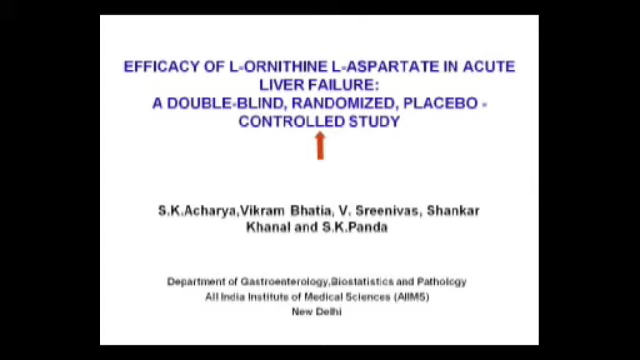 EFFICACY OF L-ORNITHINE L-ASPARTATE IN ACUTE
LIVER FAILURE:
A DOUBLE-BLIND, RANDOMIZED, PLACEBO -
CONTROLLED STUDY
S.K.Acharya,Vikram Bhatia, V. Sreenivas, Shankar
Khanal and S.K.Panda
Department of Gastroenterology,Biostatistics and Pathology
All India Institute of Medical Sciences (AIIMS)
New Delhi